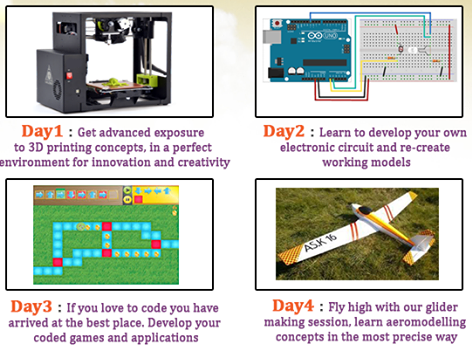 UNO
ARDUINO
Day1 : Get advanced exposure
to 3D printing concepts, in a perfect
environment for innovation and creativity
Day2 : Learn to develop your own
electronic circuit and re-create
working models
A.S.K 16
Day3 : If you love to code you have
arrived at the best place. Develop your
coded games and applications
Day4 : Fly high with our glider
making session, learn aeromodelling
concepts in the most precise way